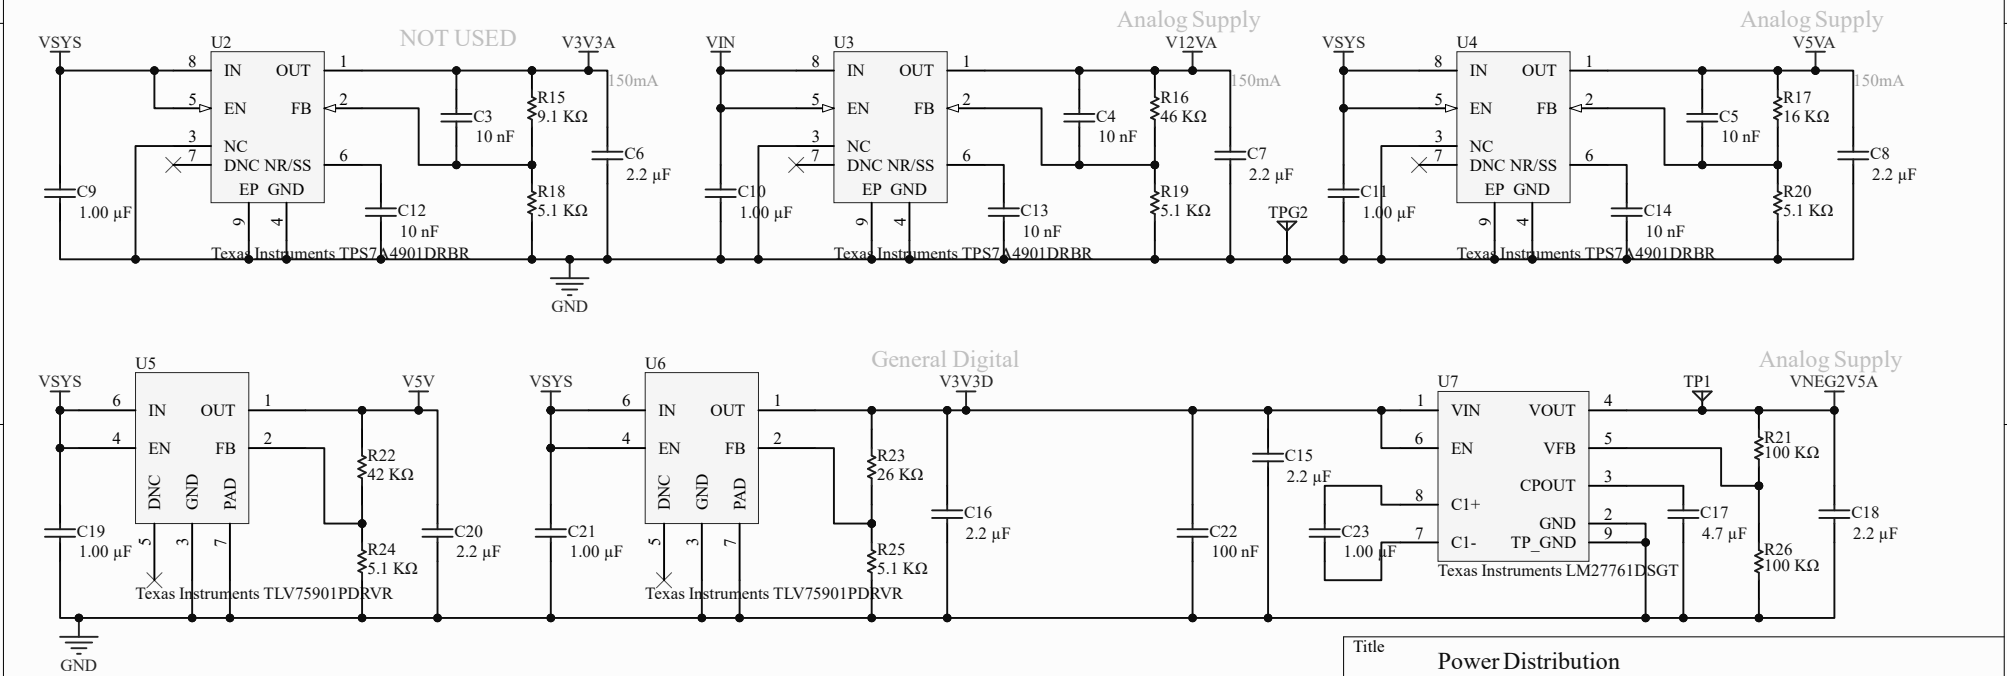 Analog Supply
Analog Supply
NOT USED
VSYS
U2
V3V3A
VIN
U3
V12VA
VSYS
U4
V5VA
8 IN OUT 1
150mA
8 IN OUT 1
150mA
8 IN OUT 1
150mA
5 EN FB 2
R15
9.1 KΩ
5 EN FB 2
R16
46 KΩ
5 EN FB 2
R17
16 KΩ
C3
10 nF
C4
10 nF
C5
10 nF
3 NC
7 DNC NR/SS 6
3 NC
7 DNC NR/SS 6
3 NC
7 DNC NR/SS 6
C6
2.2 µF
C7
2.2 µF
C8
2.2 µF
EP GND
EP GND
EP GND
C9
1.00 µF
R18
5.1 KΩ
C10
1.00 µF
R19
5.1 KΩ
C11
1.00 µF
R20
5.1 KΩ
9 4
C12
10 nF
9 4
C13
10 nF
TPG2
9 4
C14
10 nF
Texas Instruments TPS7A4901DRBR
Texas Instruments TPS7A4901DRBR
Texas Instruments TPS7A4901DRBR
GND
General Digital
Analog Supply
VSYS
U5
V5V
VSYS
U6
V3V3D
U7
TP1
VNEG2V5A
6 IN OUT 1
6 IN OUT 1
1 VIN VOUT 4
4 EN FB 2
4 EN FB 2
6 EN VFB 5
R22
42 KΩ
R23
26 KΩ
C15
2.2 µF
R21
100 KΩ
DNC GND PAD
DNC GND PAD
CPOUT 3
8 C1+
C19
1.00 µF
C20
2.2 µF
C21
1.00 µF
C16
2.2 µF
C22
100 nF
C23
1.00 µF
GND 2
7 C1- TP_GND 9
C17
4.7 µF
C18
2.2 µF
5 3 7
R24
5.1 KΩ
5 3 7
R25
5.1 KΩ
R26
100 KΩ
Texas Instruments TLV75901PDRVR
Texas Instruments TLV75901PDRVR
Texas Instruments LM27761DSGT
GND
Title
Power Distribution